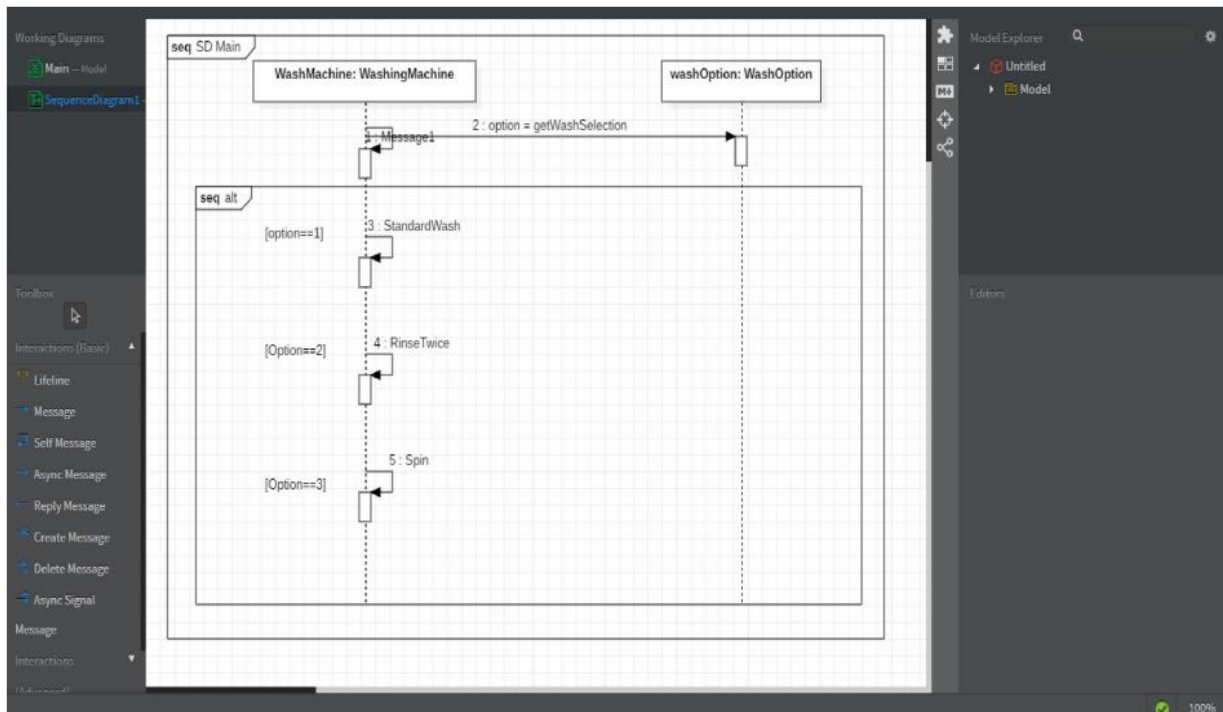 Working Diagrams
Main — Model
SequenceDiagram1
Toolbox
Interactions (Basic)
Lifeline
Message
Self Message
Async Message
Reply Message
Create Message
Delete Message
Async Signal
Message
Interactions
(Advanced)
seq SD Main
WashMachine: WashingMachine
washOption: WashOption
1 : Message1
2 : option = getWashSelection
seq alt
[option==1]
3 : StandardWash
[Option==2]
4 : RinseTwice
[Option==3]
5 : Spin
M+
Model Explorer
Untitled
Model
Editors
100%